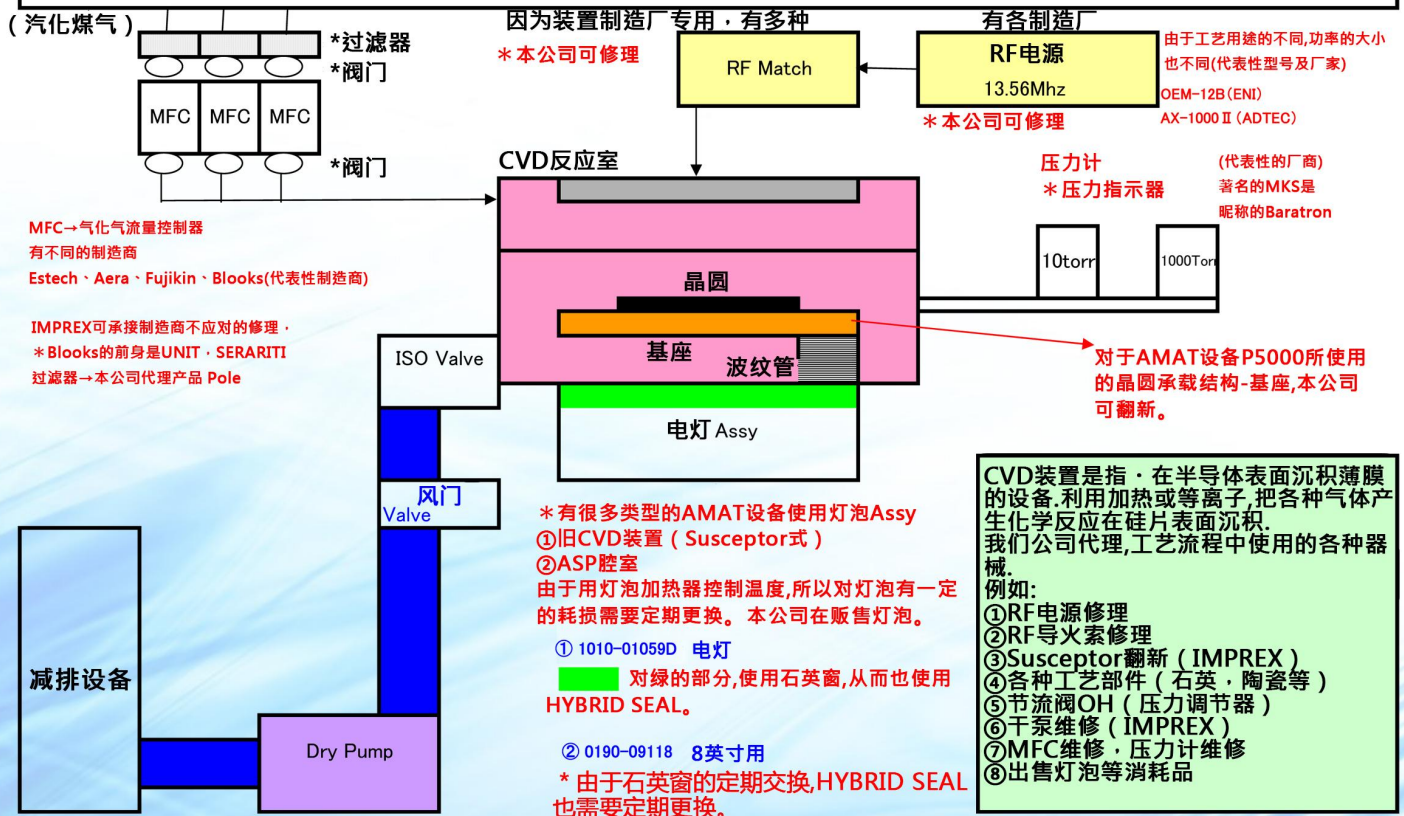 （汽化煤气）
*过滤器
*阀门
MFC
MFC
MFC
*阀门
因为装置制造厂专用，有多种
＊本公司可修理
RF Match
有各制造厂
RF电源
13.56Mhz
＊本公司可修理
由于工艺用途的不同,功率的大小
也不同(代表性型号及厂家)
OEM-12B(ENI)
AX-1000Ⅱ(ADTEC)
CVD反应室
压力计
＊压力指示器
(代表性的厂商)
著名的MKS是
昵称的Baratron
10torr
1000Torr
MFC→气化气流量控制器
有不同的制造商
Estech、Aera、Fujikin、Blooks(代表性制造商)
IMPREX可承接制造商不应对的修理，
＊Blooks的前身是UNIT，SERARITI
过滤器→本公司代理产品 Pole
晶圆
基座
波纹管
电灯 Assy
ISO Valve
风门
Valve
对于AMAT设备P5000所使用
的晶圆承载结构-基座,本公司
可翻新。
减排设备
Dry Pump
＊有很多类型的AMAT设备使用灯泡Assy
①旧CVD装置（Susceptor式）
②ASP腔室
由于用灯泡加热器控制温度,所以对灯泡有一定
的耗损需要定期更换。本公司在贩售灯泡。
① 1010-01059D 电灯
对绿的部分,使用石英窗,从而也使用
HYBRID SEAL。
② 0190-09118 8英寸用
* 由于石英窗的定期交换,HYBRID SEAL
也需要定期更换。
CVD装置是指，在半导体表面沉积薄膜
的设备.利用加热或等离子,把各种气体产
生化学反应在硅片表面沉积.
我们公司代理,工艺流程中使用的各种器
械.
例如:
①RF电源修理
②RF导火索修理
③Susceptor翻新（IMPREX）
④各种工艺部件（石英，陶瓷等）
⑤节流阀OH（压力调节器）
⑥干泵维修（IMPREX）
⑦MFC维修，压力计维修
⑧出售灯泡等消耗品